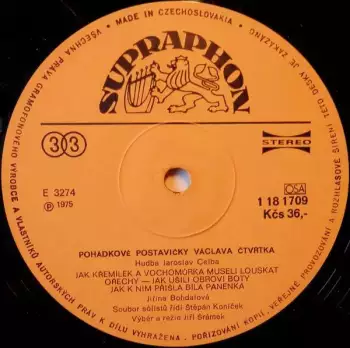 MADE IN CZECHOSLOVAKIA • VŠECHNA PRÁVA GRAMOFONOVÉHO VÝROBCE A VLASTNÍKŮ AUTORSKÝCH PRÁV K DÍLU VYHRAŽENA. POŘIZOVÁNÍ KOPIÍ, VEŘEJNÉ PROVOZOVÁNÍ A ROZHLASOVÉ ŠÍŘENÍ TÉTO DESKY JE ZAKÁZÁNO.
SUPRAPHON
33
STEREO
E 3274
Ⓟ 1975
OSA
1 18 1709
Kčs 36,-
POHÁDKOVÉ POSTAVIČKY VÁCLAVA ČTVRTKA
Hudba Jaroslav Celba
JAK KŘEMÍLEK A VOCHOMŮRKA MUSELI LOUSKAT
OŘECHY — JAK UŠILI OBROVI BOTY
JAK K NIM PŘIŠLA BÍLÁ PANENKA
Jiřina Bohdalová
Soubor sólistů řídí Štěpán Koníček
Výběr a režie Jiří Šrámek